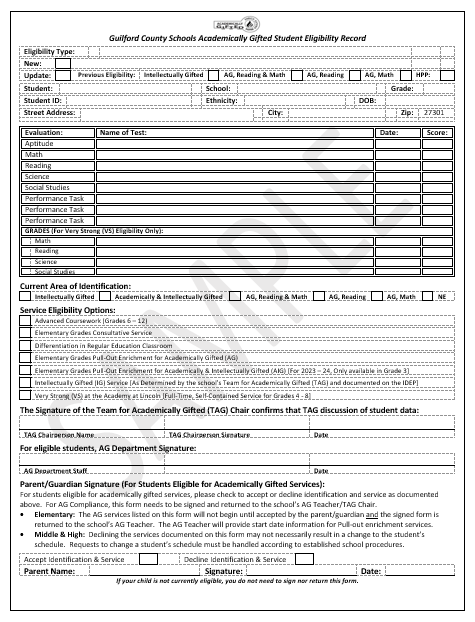 ACADEMICALLY
GIFTED
Guilford County Schools Academically Gifted Student Eligibility Record
Eligibility Type:
New:
Update: Previous Eligibility: Intellectually Gifted AG, Reading & Math AG, Reading AG, Math HPP:
Student: School: Grade:
Student ID: Ethnicity: DOB:
Street Address: City: Zip: 27301
Evaluation: Name of Test: Date: Score:
Aptitude
Math
Reading
Science
Social Studies
Performance Task
Performance Task
Performance Task
GRADES (For Very Strong (VS) Eligibility Only):
Math
Reading
Science
Social Studies
Current Area of Identification:
Intellectually Gifted Academically & Intellectually Gifted AG, Reading & Math AG, Reading AG, Math NE
Service Eligibility Options:
Advanced Coursework (Grades 6 – 12)
Elementary Grades Consultative Service
Differentiation in Regular Education Classroom
Elementary Grades Pull-Out Enrichment for Academically Gifted (AG)
Elementary Grades Pull-Out Enrichment for Academically & Intellectually Gifted (AIG) [For 2023 – 24, Only available in Grade 3]
Intellectually Gifted (IG) Service [As Determined by the school's Team for Academically Gifted (TAG) and documented on the IDEP]
Very Strong (VS) at the Academy at Lincoln [Full-Time, Self-Contained Service for Grades 4 - 8]
The Signature of the Team for Academically Gifted (TAG) Chair confirms that TAG discussion of student data:
TAG Chairperson Name TAG Chairperson Signature Date
For eligible students, AG Department Signature:
AG Department Staff Date
Parent/Guardian Signature (For Students Eligible for Academically Gifted Services):
For students eligible for academically gifted services, please check to accept or decline identification and service as documented
above. For AG Compliance, this form needs to be signed and returned to the school's AG Teacher/TAG Chair.
• Elementary: The AG services listed on this form will not begin until accepted by the parent/guardian and the signed form is
returned to the school's AG Teacher. The AG Teacher will provide start date information for Pull-out enrichment services.
• Middle & High: Declining the services documented on this form may not necessarily result in a change to the student's
schedule. Requests to change a student's schedule must be handled according to established school procedures.
Accept Identification & Service Decline Identification & Service
Parent Name: Signature: Date:
If your child is not currently eligible, you do not need to sign nor return this form.
SAMPLE